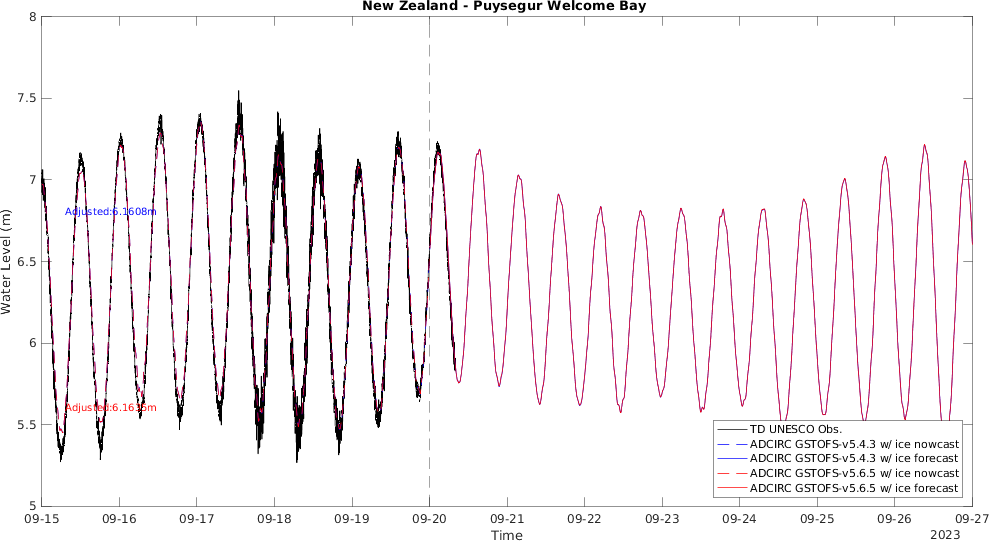 New Zealand - Puysegur Welcome Bay
8
7.5
7
6.5
6
5.5
5
Water Level (m)
Adjusted:6.1608m
Adjusted:6.1615m
TD UNESCO Obs.
ADCIRC GSTOFS-v5.4.3 w/ ice nowcast
ADCIRC GSTOFS-v5.4.3 w/ ice forecast
ADCIRC GSTOFS-v5.6.5 w/ ice nowcast
ADCIRC GSTOFS-v5.6.5 w/ ice forecast
09-15 09-16 09-17 09-18 09-19 09-20 09-21 09-22 09-23 09-24 09-25 09-26 09-27
Time
2023